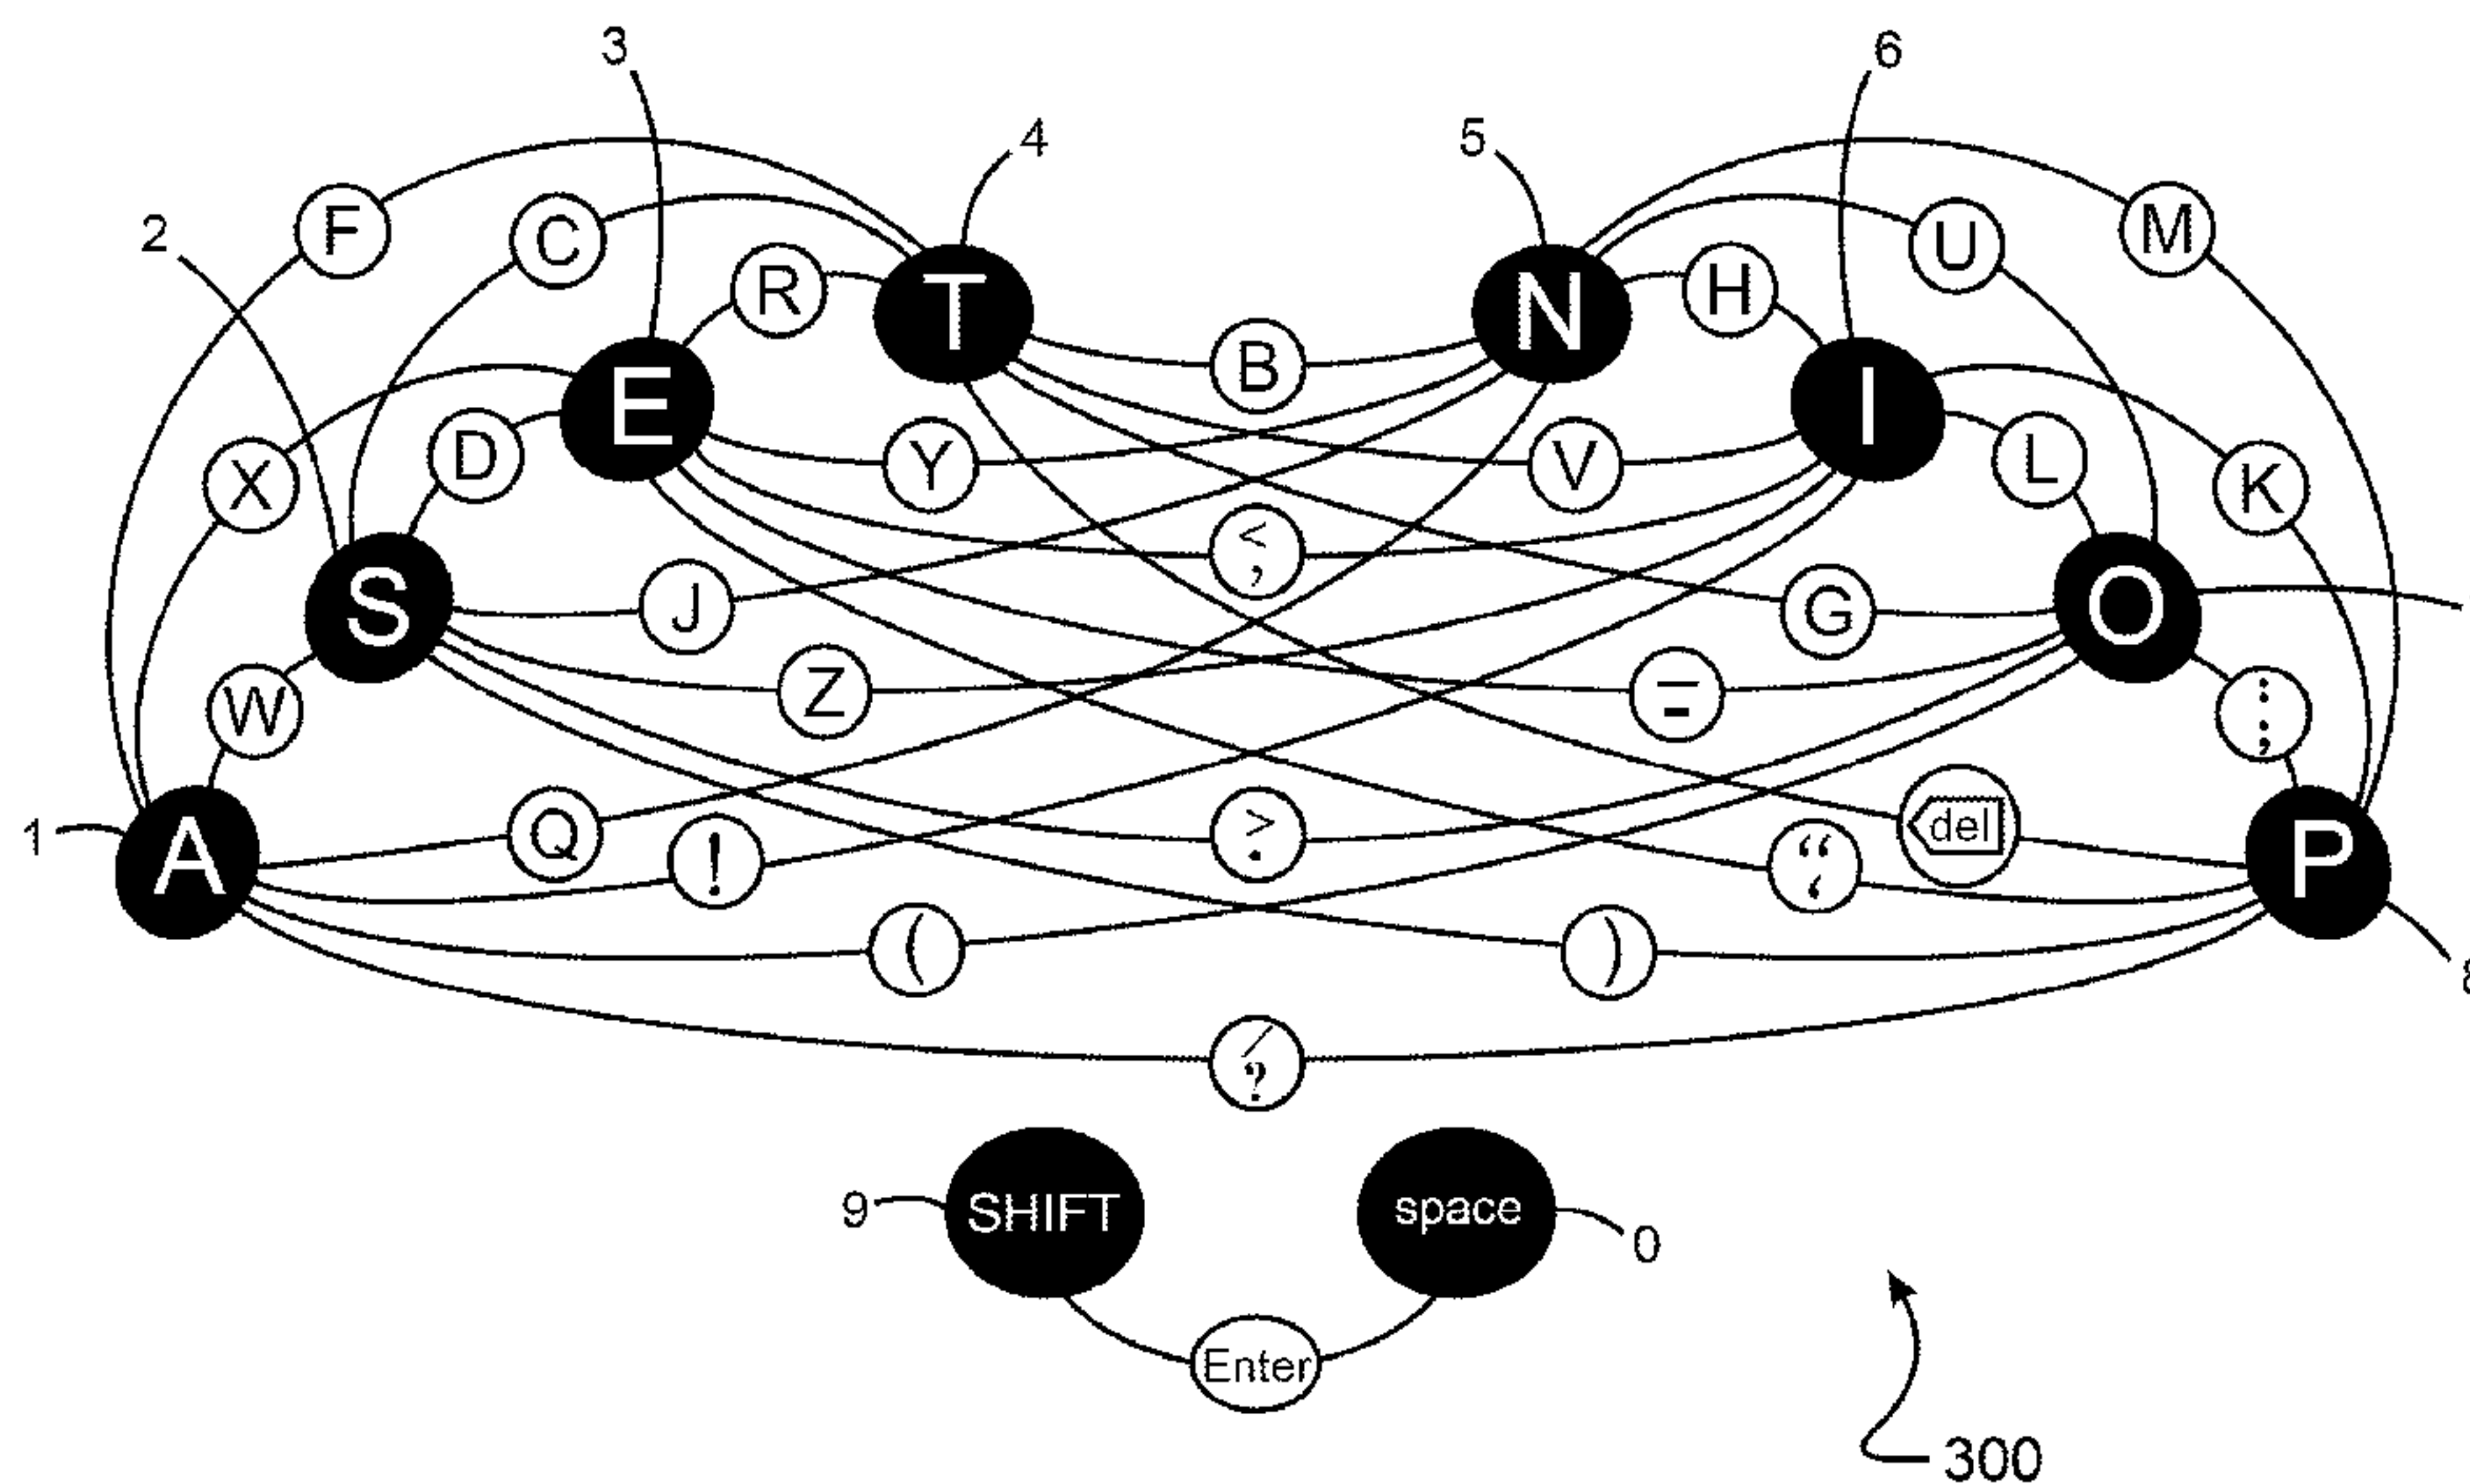 3 6
4 5
2 F C R T N H U M
E B I
X D Y V L K
< ,
S J G O
W Z – - : ;
1 A Q ! > . “ ‘ del P
( ) 8
/ ?
9 SHIFT space 0
Enter
300